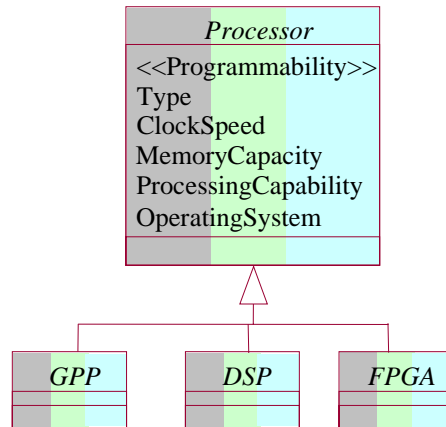 Processor
<<Programmability>>
Type
ClockSpeed
MemoryCapacity
ProcessingCapability
OperatingSystem
GPP
DSP
FPGA